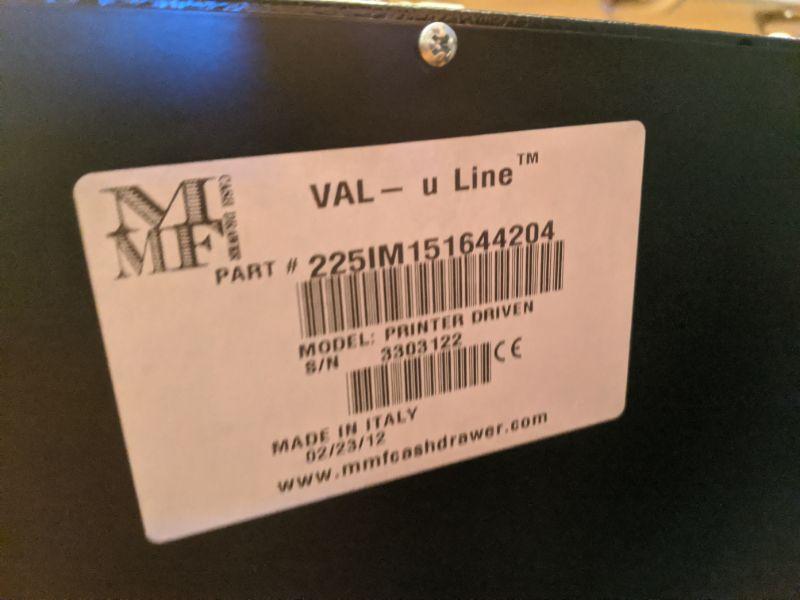 MMF
CASH DRAWER
VAL- u Line™
PART # 225IM151644204
MODEL: PRINTER DRIVEN
S/N 3303122
CE
MADE IN ITALY
02/23/12
www.mmfcashdrawer.com